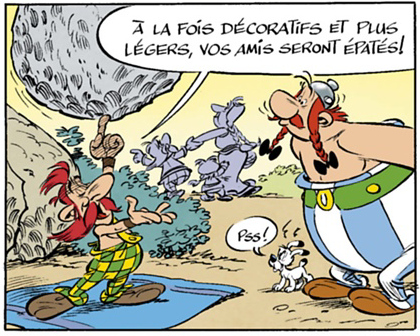 À LA FOIS DÉCORATIFS ET PLUS
LÉGERS, VOS AMIS SERONT ÉPATÉS!
PSS!